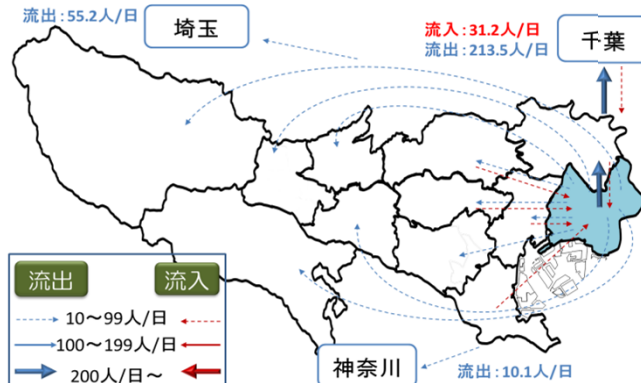 流出:55.2人/日
埼玉
流入:31.2人/日
流出:213.5人/日
千葉
流出
流入
10~99人/日
100~199人/日
200人/日~
神奈川
流出:10.1人/日